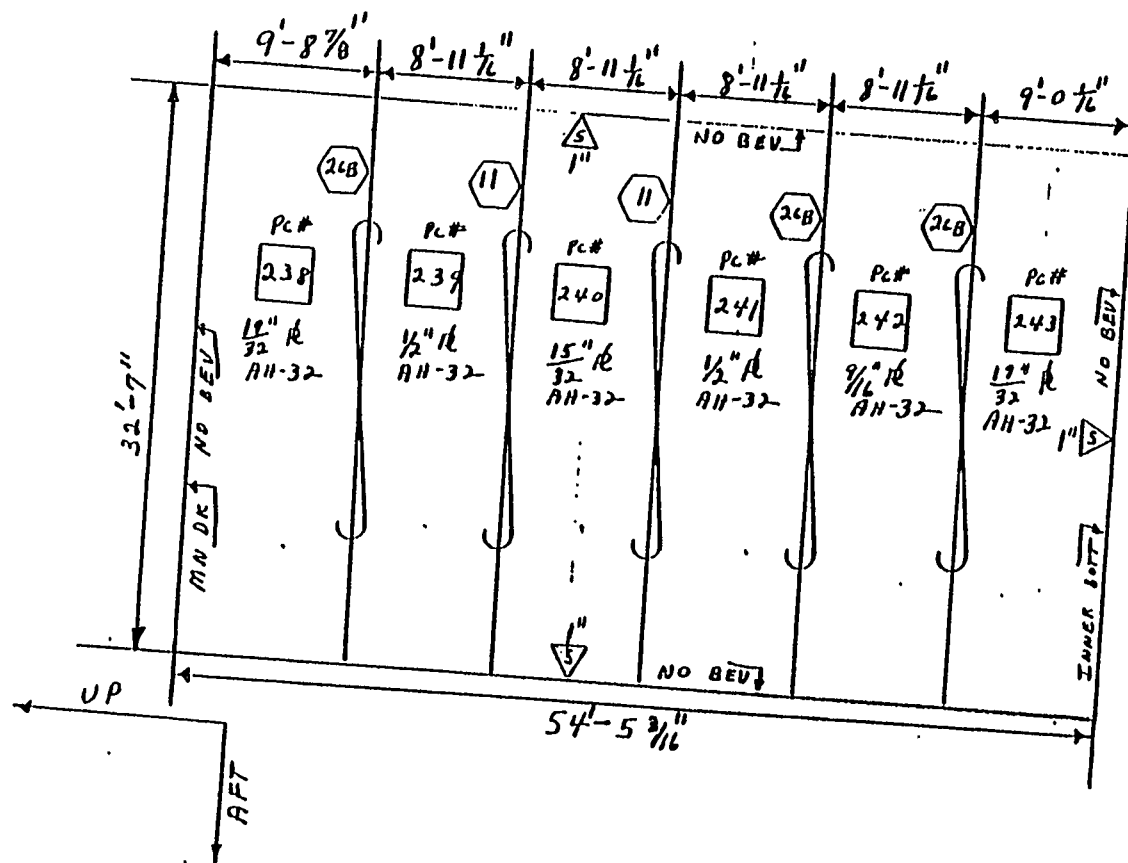 9'-8 7/8" 8'-11 1/16" 8'-11 1/16" 8'-11 1/16" 8'-11 1/16" 9'-0 1/16"
S
1"
NO BEV
26B 11 11 26B 26B
Pc# Pc# Pc# Pc# Pc# Pc#
238 239 240 241 242 243
19/32" PL 1/2" PL 15/32" PL 1/2" PL 9/16" PL 19/32" PL
AH-32 AH-32 AH-32 AH-32 AH-32 AH-32
32'-7"
NO BEV
MN DK
NO BEV
1" S
INNER BOTT
1"
S
NO BEV
54'-5 3/16"
UP
AFT